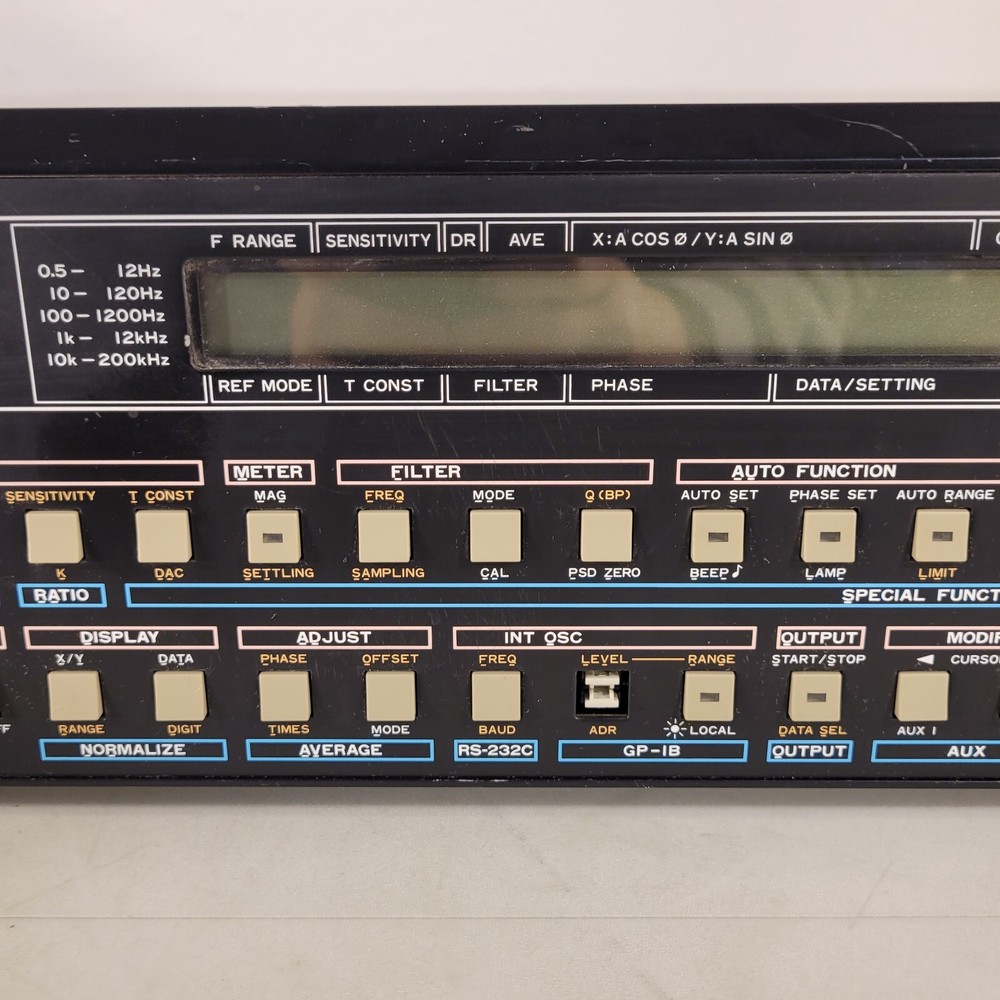 F RANGE SENSITIVITY DR AVE X:A COS Ø / Y:A SIN Ø
0.5 — 12Hz
10 — 120Hz
100 — 1200Hz
1k — 12kHz
10k — 200kHz
REF MODE T CONST FILTER PHASE DATA/SETTING
METER FILTER AUTO FUNCTION
SENSITIVITY T CONST MAG FREQ MODE Q (BP) AUTO SET PHASE SET AUTO RANGE
K DAC SETTLING SAMPLING CAL PSD ZERO BEEP♪ LAMP LIMIT
RATIO SPECIAL FUNCT
DISPLAY ADJUST INT OSC OUTPUT MODIF
X/Y DATA PHASE OFFSET FREQ LEVEL RANGE START/STOP ◀ CURSO
FF RANGE DIGIT TIMES MODE BAUD ADR LOCAL DATA SEL AUX 1
NORMALIZE AVERAGE RS-232C GP-IB OUTPUT AUX